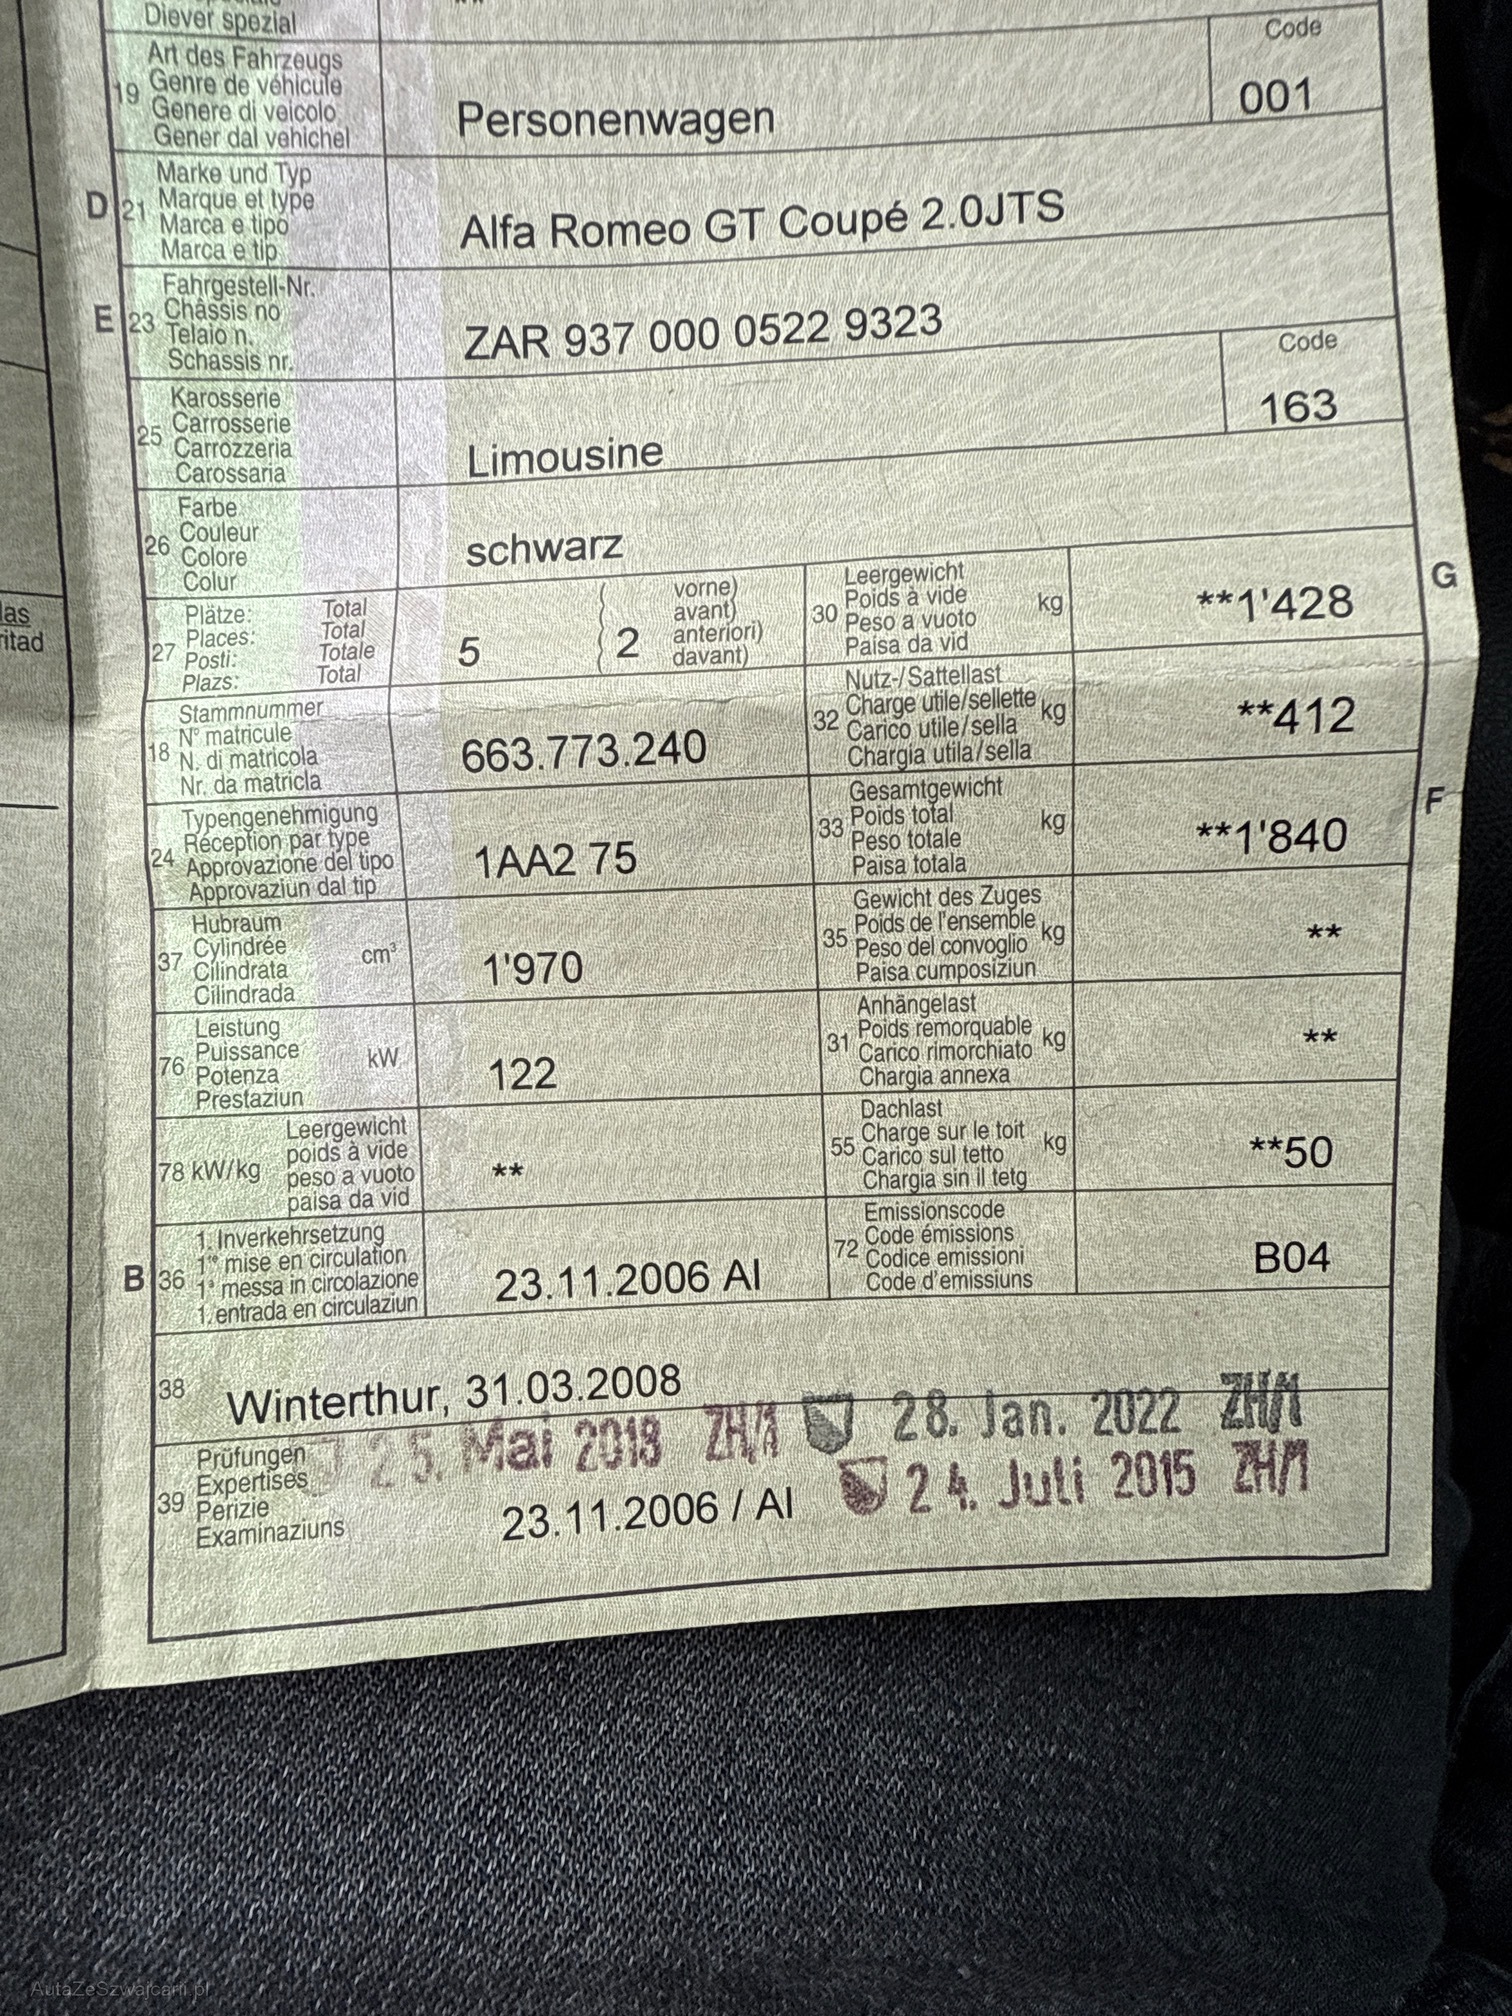 Diever spezial
**
19
Art des Fahrzeugs
Genre de véhicule
Genere di veicolo
Gener dal vehichel
Personenwagen
Code
001
D
21
Marke und Typ
Marque et type
Marca e tipo
Marca e tip
Alfa Romeo GT Coupé 2.0JTS
E
23
Fahrgestell-Nr.
Châssis no
Telaio n.
Schassis nr.
ZAR 937 000 0522 9323
25
Karosserie
Carrosserie
Carrozzeria
Carossaria
Limousine
Code
163
26
Farbe
Couleur
Colore
Colur
schwarz
27
Plätze: Total
Places: Total
Posti: Totale
Plazs: Total
5
2
vorne)
avant)
anteriori)
davant)
30
Leergewicht
Poids à vide
Peso a vuoto
Paisa da vid
kg
**1'428
G
18
Stammnummer
N° matricule
N. di matricola
Nr. da matricla
663.773.240
32
Nutz-/Sattellast
Charge utile/sellette
Carico utile/sella
Chargia utila/sella
kg
**412
24
Typengenehmigung
Réception par type
Approvazione del tipo
Approvaziun dal tip
1AA2 75
33
Gesamtgewicht
Poids total
Peso totale
Paisa totala
kg
**1'840
F
37
Hubraum
Cylindrée
Cilindrata
Cilindrada
cm³
1'970
35
Gewicht des Zuges
Poids de l'ensemble
Peso del convoglio
Paisa cumposiziun
kg
**
76
Leistung
Puissance
Potenza
Prestaziun
kW
122
31
Anhängelast
Poids remorquable
Carico rimorchiato
Chargia annexa
kg
**
78 kW/kg
Leergewicht
poids à vide
peso a vuoto
paisa da vid
**
55
Dachlast
Charge sur le toit
Carico sul tetto
Chargia sin il tetg
kg
**50
B
36
1. Inverkehrsetzung
1re mise en circulation
1a messa in circolazione
1. entrada en circulaziun
23.11.2006 AI
72
Emissionscode
Code émissions
Codice emissioni
Code d'emissiuns
B04
38
Winterthur, 31.03.2008
25. Mai 2018 ZH/1
28. Jan. 2022 ZH/1
39
Prüfungen
Expertises
Perizie
Examinaziuns
23.11.2006 / AI
24. Juli 2015 ZH/1
las
ritad
AutaZeSzwajcarii.pl